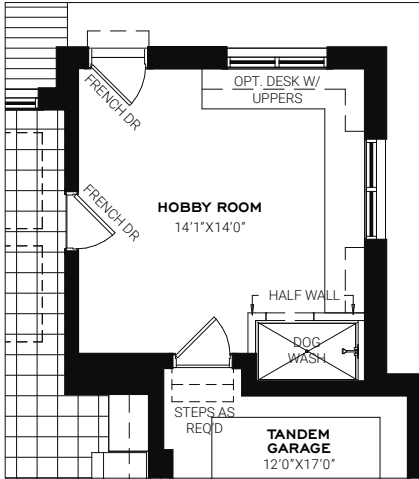 FRENCH DR
OPT. DESK W/
UPPERS
FRENCH DR
HOBBY ROOM
14'1"X14'0"
HALF WALL
DOG
WASH
STEPS AS
REQ'D
TANDEM
GARAGE
12'0"X17'0"